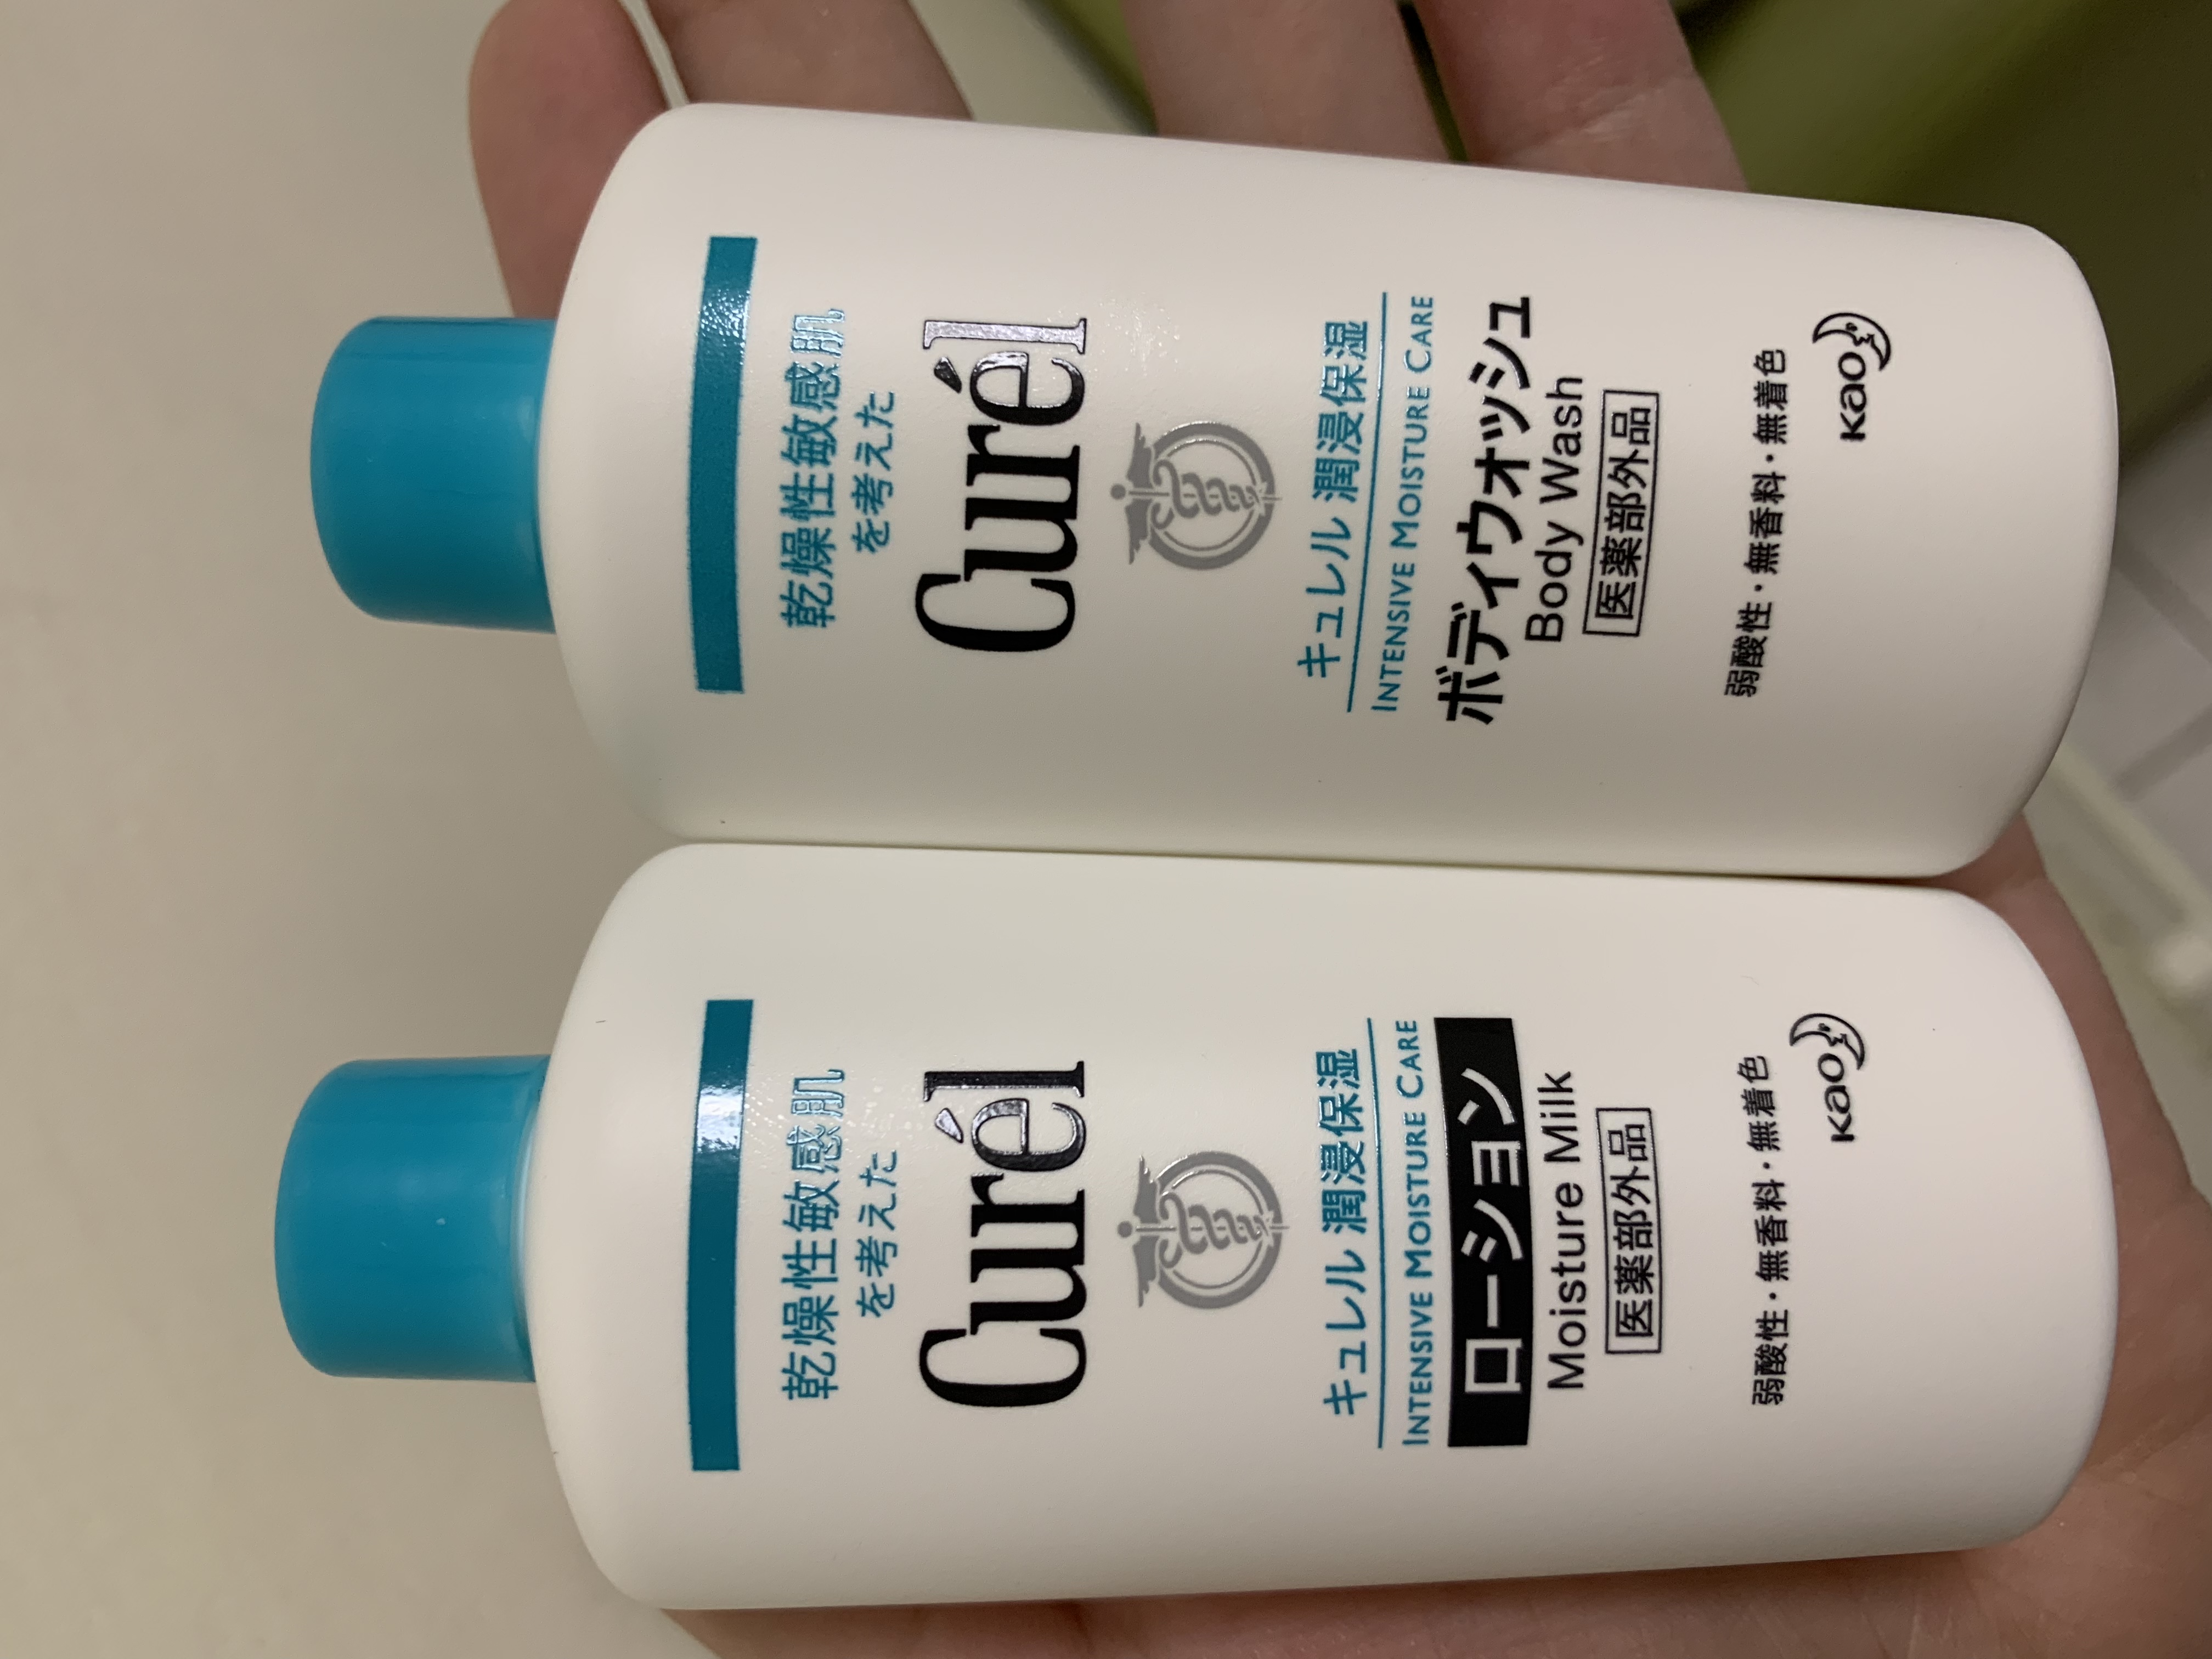 乾燥性敏感肌
を考えた
Curél
キュレル 潤浸保湿
INTENSIVE MOISTURE CARE
ボディウォッシュ
Body Wash
医薬部外品
弱酸性・無香料・無着色
kao
乾燥性敏感肌
を考えた
Curél
キュレル 潤浸保湿
INTENSIVE MOISTURE CARE
ローション
Moisture Milk
医薬部外品
弱酸性・無香料・無着色
kao